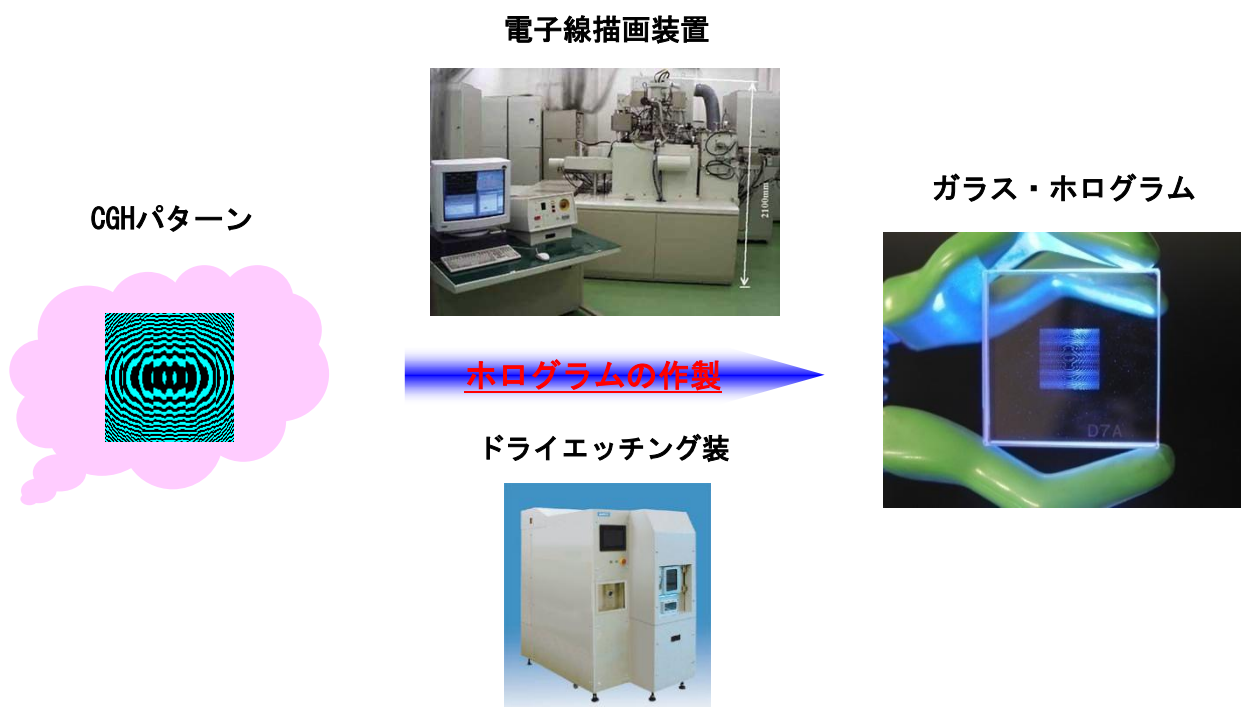 電子線描画装置
2100mm
ガラス・ホログラム
CGHパターン
ホログラムの作製
D7A
ドライエッチング装